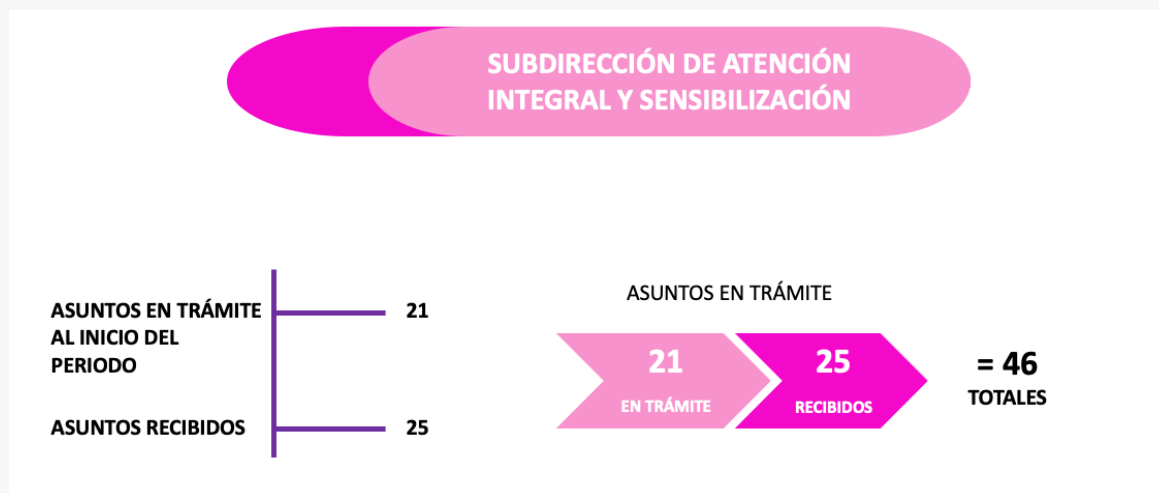 SUBDIRECCIÓN DE ATENCIÓN
INTEGRAL Y SENSIBILIZACIÓN
ASUNTOS EN TRÁMITE
AL INICIO DEL
PERIODO
21
ASUNTOS RECIBIDOS
25
ASUNTOS EN TRÁMITE
21
EN TRÁMITE
25
RECIBIDOS
= 46
TOTALES